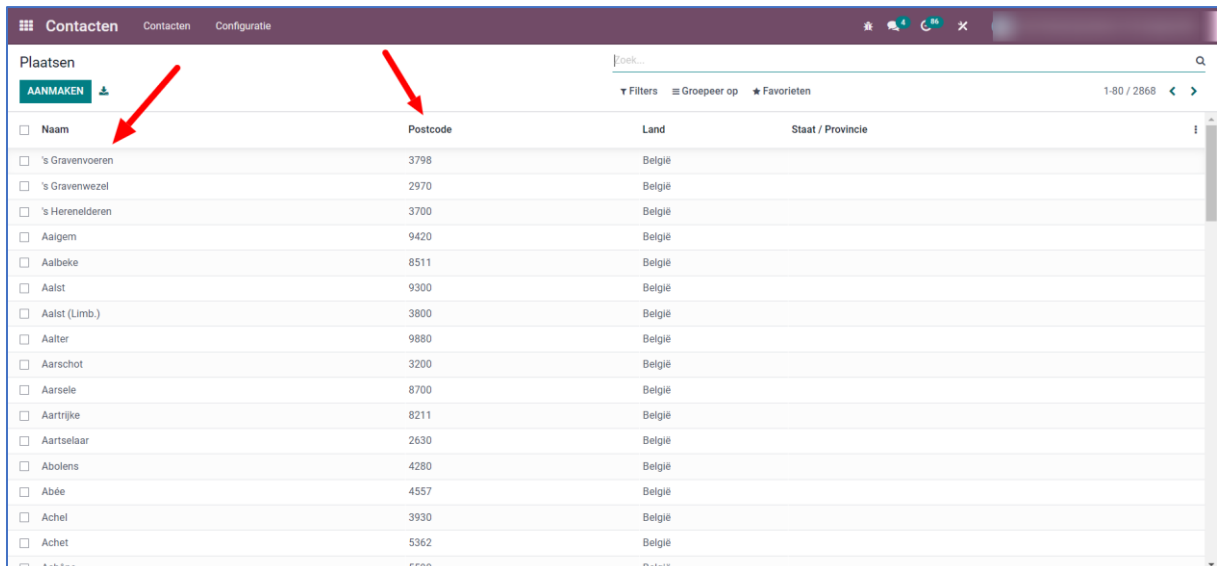 Contacten Contacten Configuratie 4 86
Plaatsen Zoek...
AANMAKEN Filters Groepeer op Favorieten 1-80 / 2868
Naam Postcode Land Staat / Provincie
's Gravenvoeren 3798 België
's Gravenwezel 2970 België
's Herenelderen 3700 België
Aaigem 9420 België
Aalbeke 8511 België
Aalst 9300 België
Aalst (Limb.) 3800 België
Aalter 9880 België
Aarschot 3200 België
Aarsele 8700 België
Aartrijke 8211 België
Aartselaar 2630 België
Abolens 4280 België
Abée 4557 België
Achel 3930 België
Achet 5362 België